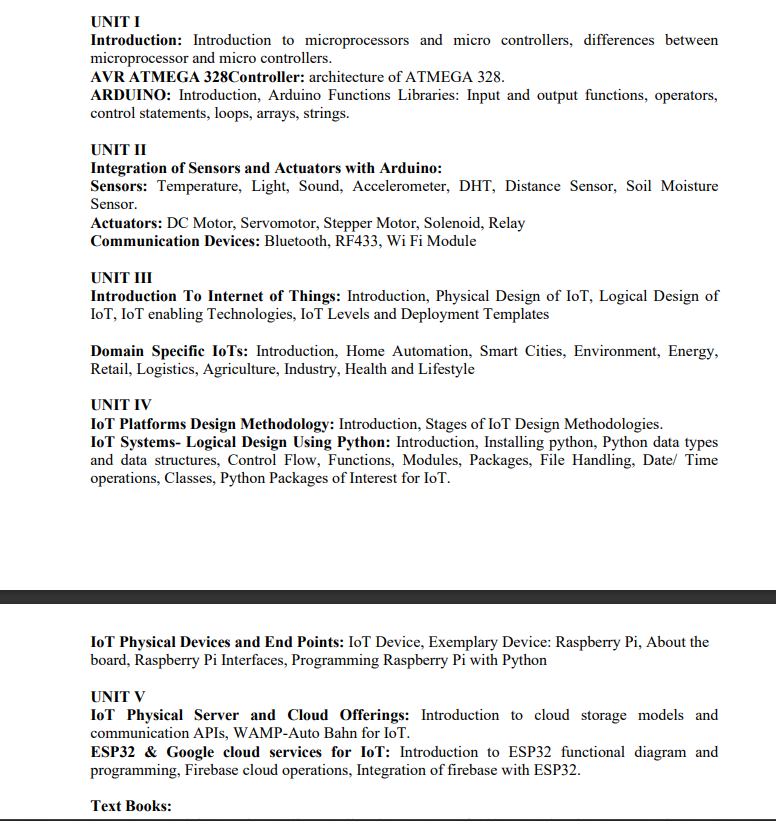 UNIT I
Introduction: Introduction to microprocessors and micro controllers, differences between
microprocessor and micro controllers.
AVR ATMEGA 328Controller: architecture of ATMEGA 328.
ARDUINO: Introduction, Arduino Functions Libraries: Input and output functions, operators,
control statements, loops, arrays, strings.
UNIT II
Integration of Sensors and Actuators with Arduino:
Sensors: Temperature, Light, Sound, Accelerometer, DHT, Distance Sensor, Soil Moisture
Sensor.
Actuators: DC Motor, Servomotor, Stepper Motor, Solenoid, Relay
Communication Devices: Bluetooth, RF433, Wi Fi Module
UNIT III
Introduction To Internet of Things: Introduction, Physical Design of IoT, Logical Design of
IoT, IoT enabling Technologies, IoT Levels and Deployment Templates
Domain Specific IoTs: Introduction, Home Automation, Smart Cities, Environment, Energy,
Retail, Logistics, Agriculture, Industry, Health and Lifestyle
UNIT IV
IoT Platforms Design Methodology: Introduction, Stages of IoT Design Methodologies.
IoT Systems- Logical Design Using Python: Introduction, Installing python, Python data types
and data structures, Control Flow, Functions, Modules, Packages, File Handling, Date/ Time
operations, Classes, Python Packages of Interest for IoT.
IoT Physical Devices and End Points: IoT Device, Exemplary Device: Raspberry Pi, About the
board, Raspberry Pi Interfaces, Programming Raspberry Pi with Python
UNIT V
IoT Physical Server and Cloud Offerings: Introduction to cloud storage models and
communication APIs, WAMP-Auto Bahn for IoT.
ESP32 & Google cloud services for IoT: Introduction to ESP32 functional diagram and
programming, Firebase cloud operations, Integration of firebase with ESP32.
Text Books: